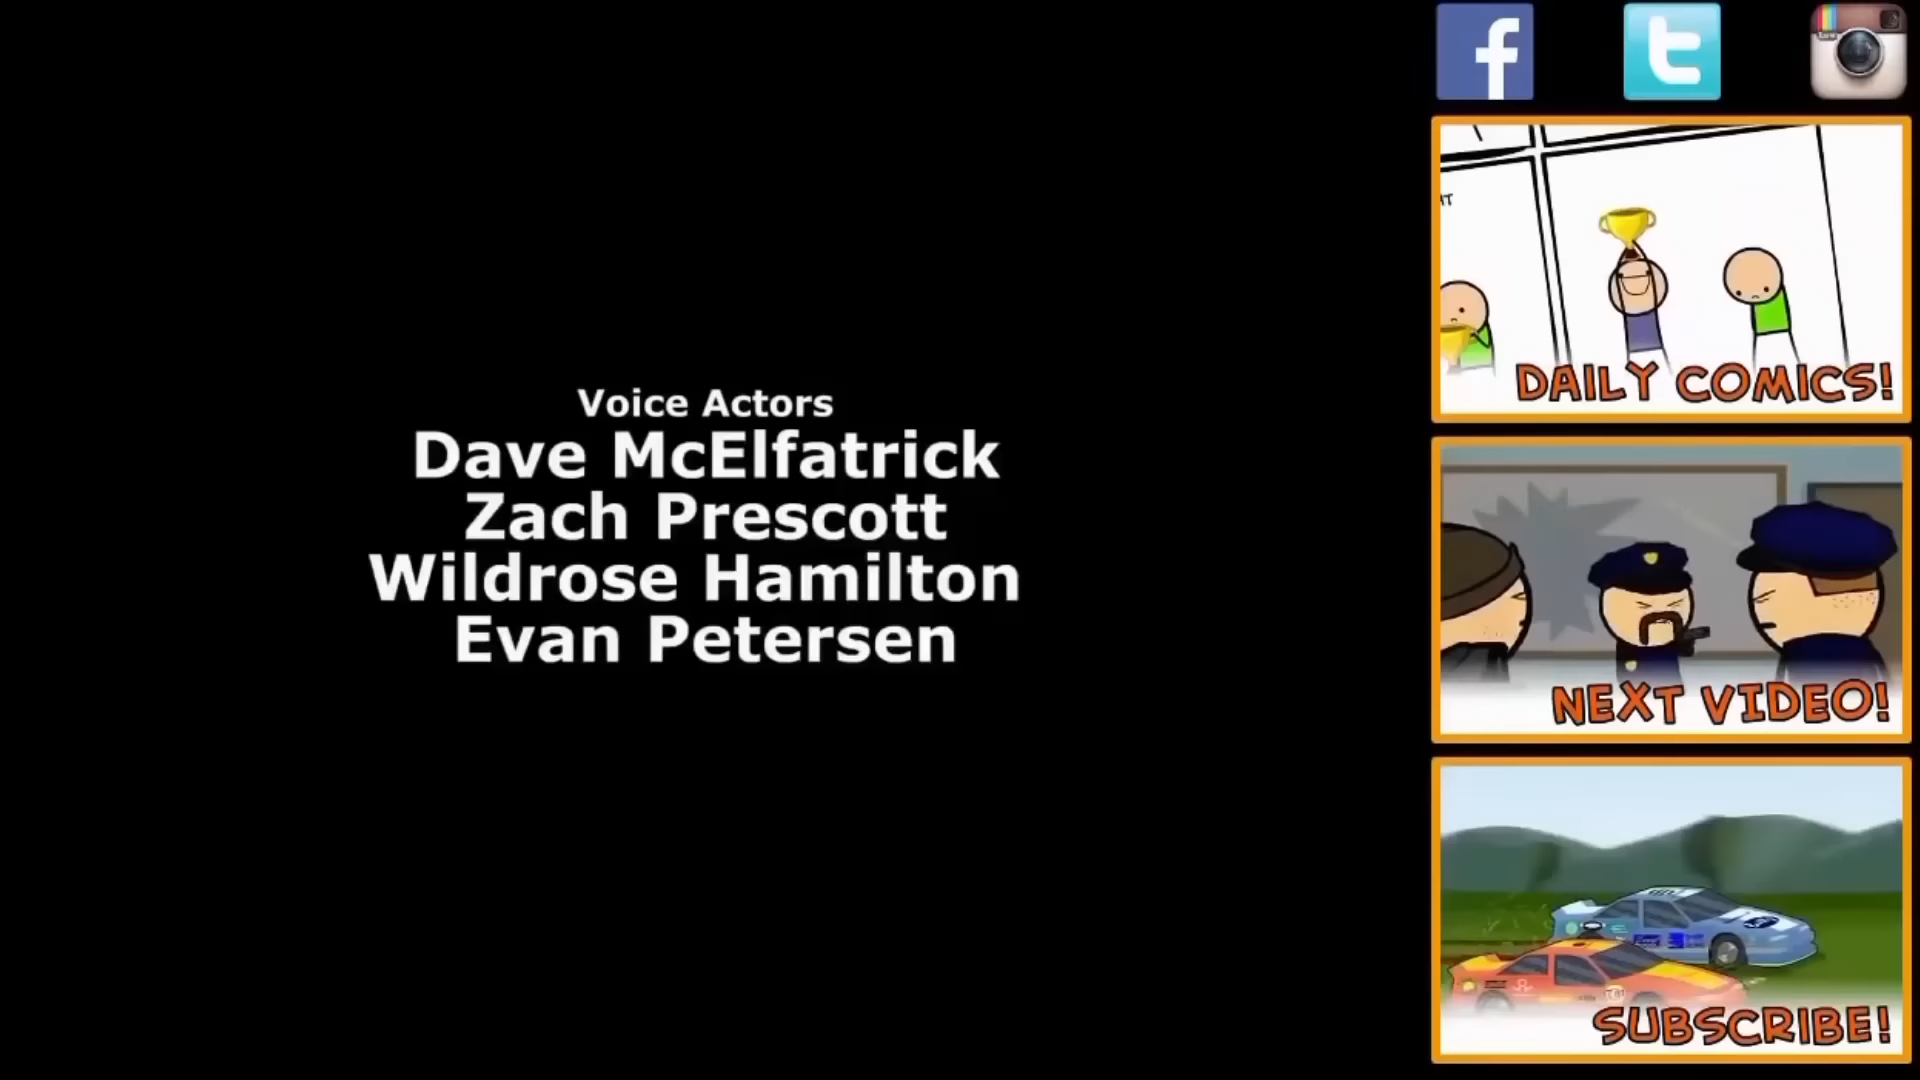 Voice Actors
Dave McElfatrick
Zach Prescott
Wildrose Hamilton
Evan Petersen
DAILY COMICS!
NEXT VIDEO!
SUBSCRIBE!